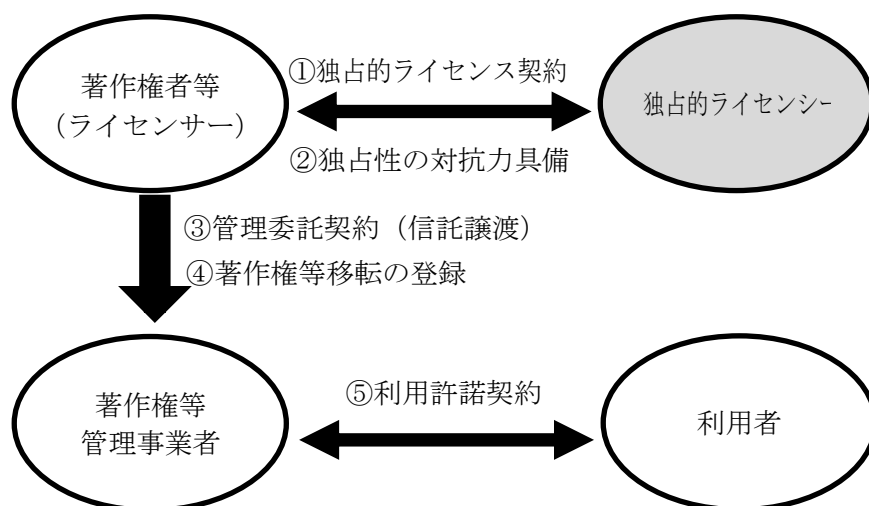 著作権者等
（ライセンサー）
①独占的ライセンス契約
②独占性の対抗力具備
独占的ライセンシー
③管理委託契約（信託譲渡）
④著作権等移転の登録
著作権等
管理事業者
⑤利用許諾契約
利用者